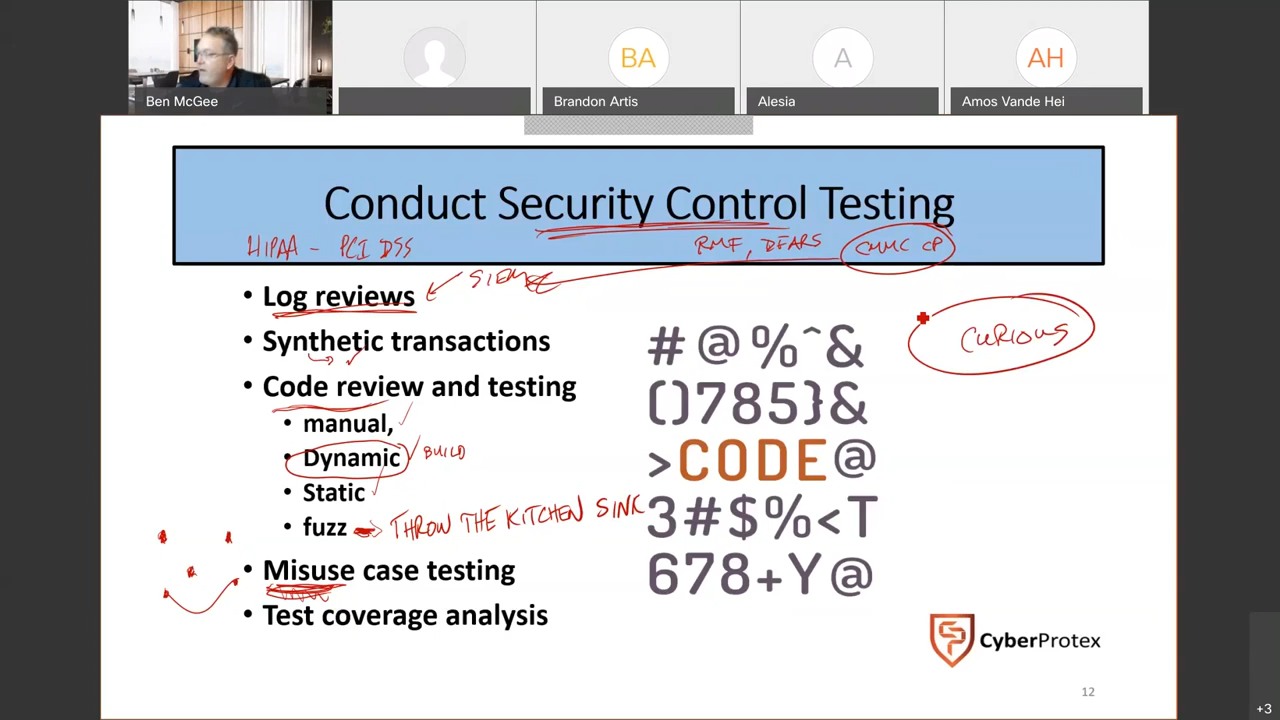 BA
A
AH
Ben McGee
Brandon Artis
Alesia
Amos Vande Hei
Conduct Security Control Testing
HIPAA - PCI DSS
RMF, DFARS
CMMC CP
• Log reviews
SIEM
• Synthetic transactions
• Code review and testing
• manual,
• Dynamic
BUILD
• Static
• fuzz
THROW THE KITCHEN SINK
• Misuse case testing
• Test coverage analysis
CURIOUS
#@%^&
()785}&
>CODE@
3#$%<T
678+Y@
CyberProtex
12
+3